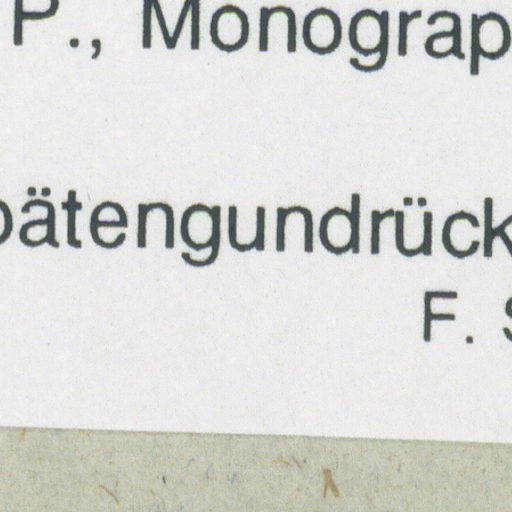 P., Monograp
pätengundrück
F. S